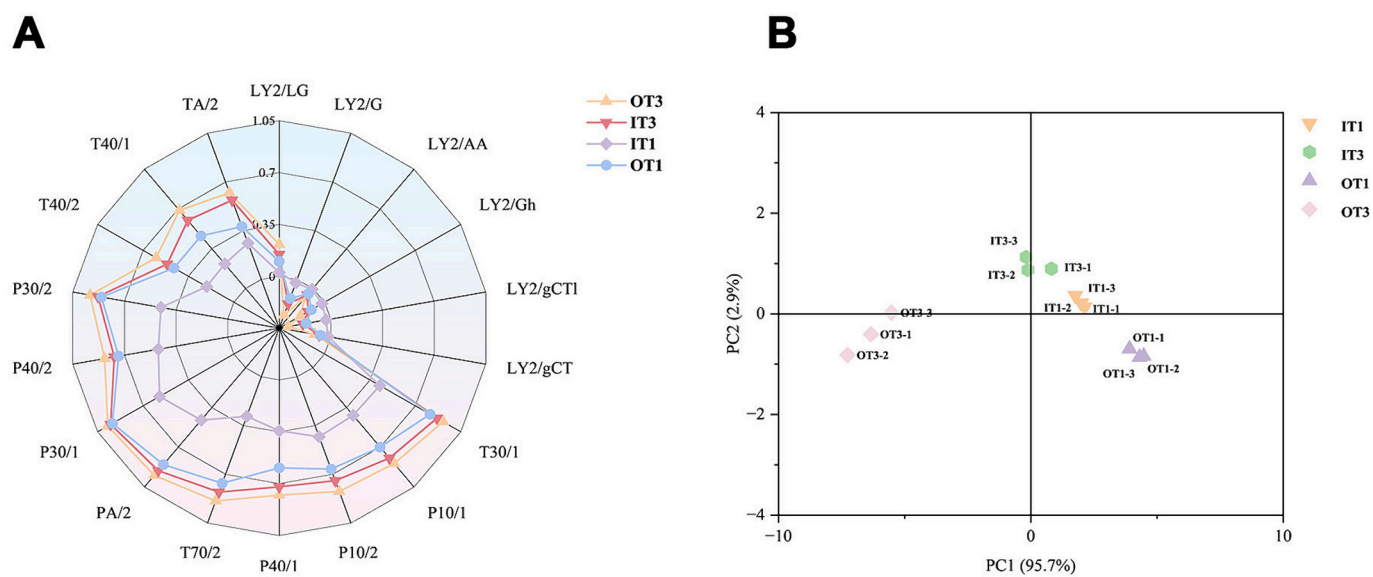 A
LY2/LG
LY2/G
LY2/AA
LY2/Gh
LY2/gCTl
LY2/gCT
T30/1
P10/1
P10/2
P40/1
T70/2
PA/2
P30/1
P40/2
P30/2
T40/2
T40/1
TA/2
1.05
0.7
0.35
0
OT3
IT3
IT1
OT1
B
PC2 (2.9%)
4
2
0
−2
−4
−10
0
10
PC1 (95.7%)
IT3-3
IT3-2
IT3-1
IT1-3
IT1-2
IT1-1
OT3-3
OT3-1
OT3-2
OT1-1
OT1-3
OT1-2
IT1
IT3
OT1
OT3